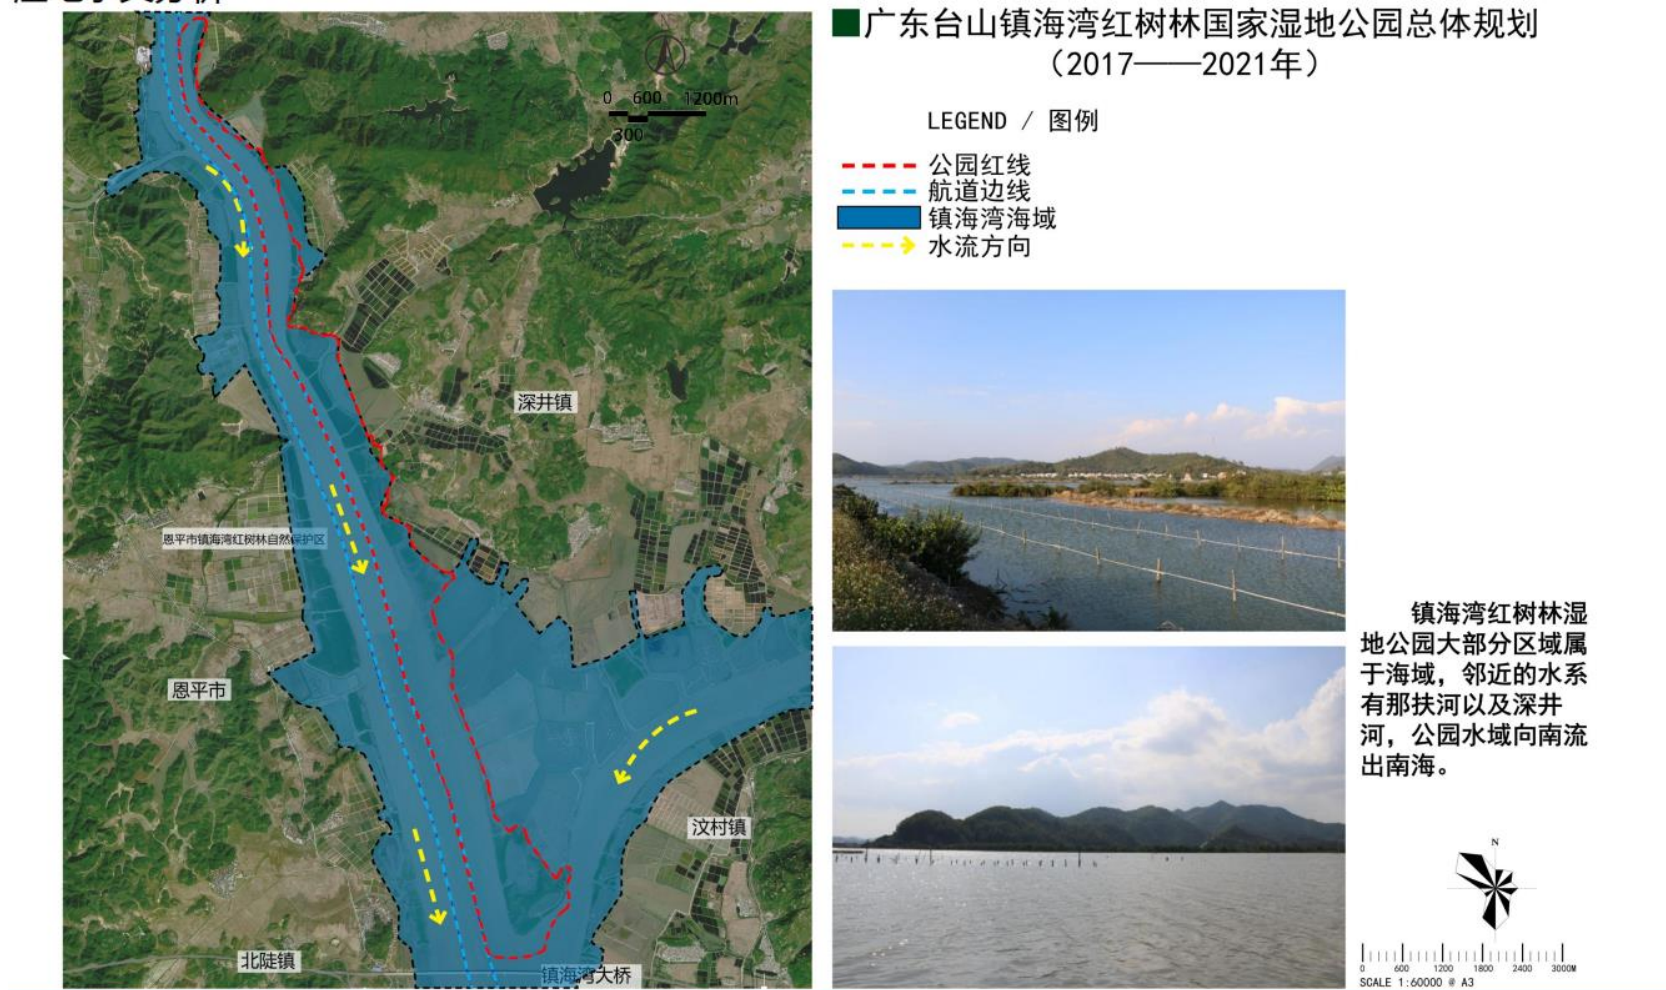 广东台山镇海湾红树林国家湿地公园总体规划
（2017——2021年）
LEGEND / 图例
公园红线
航道边线
镇海湾海域
水流方向
0 600 1200m
300
深井镇
恩平市镇海湾红树林自然保护区
恩平市
汶村镇
北陡镇
镇海湾大桥
镇海湾红树林湿
地公园大部分区域属
于海域，邻近的水系
有那扶河以及深井
河，公园水域向南流
出南海。
N
0 600 1200 1800 2400 3000M
SCALE 1:60000 @ A3